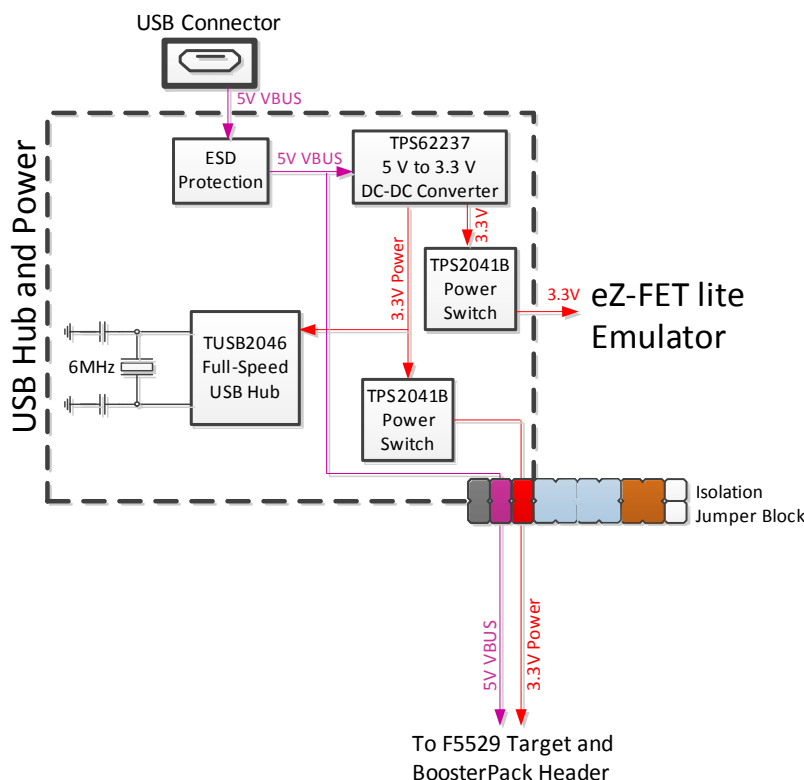 USB Connector
5V VBUS
USB Hub and Power
ESD
Protection
5V VBUS
TPS62237
5 V to 3.3 V
DC-DC Converter
3.3V Power
3.3 V
TPS2041B
Power
Switch
3.3V
eZ-FET lite
Emulator
6MHz
TUSB2046
Full-Speed
USB Hub
TPS2041B
Power
Switch
Isolation
Jumper Block
5V VBUS
3.3V Power
To F5529 Target and
BoosterPack Header